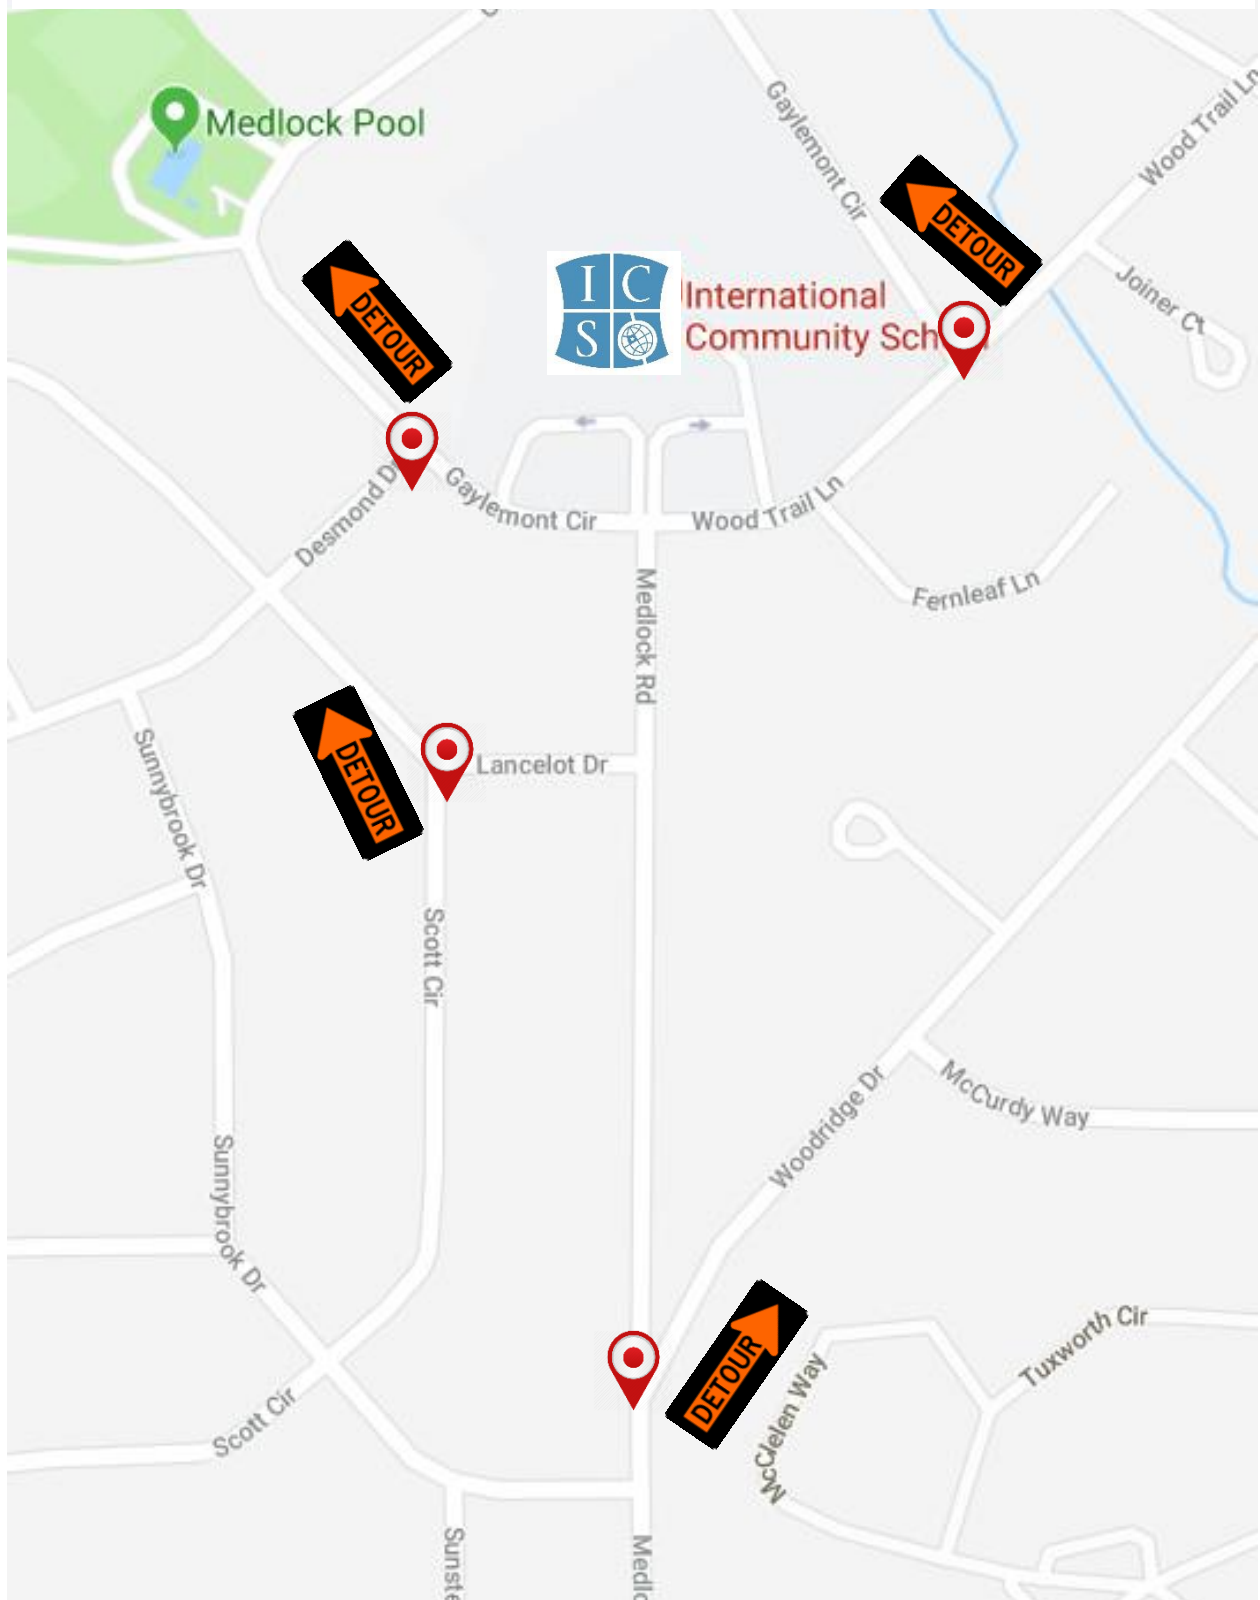 Medlock Pool
Gaylemont Cir
Wood Trail Ln
DETOUR
DETOUR
I C
S
International
Community Sch
Joiner Ct
Desmond Dr
Gaylemont Cir
Wood Trail Ln
Fernleaf Ln
Medlock Rd
DETOUR
Lancelot Dr
Sunnybrook Dr
Scott Cir
McCurdy Way
Woodridge Dr
Sunnybrook Dr
DETOUR
Tuxworth Cir
McClelen Way
Scott Cir
Sunste
Medlo